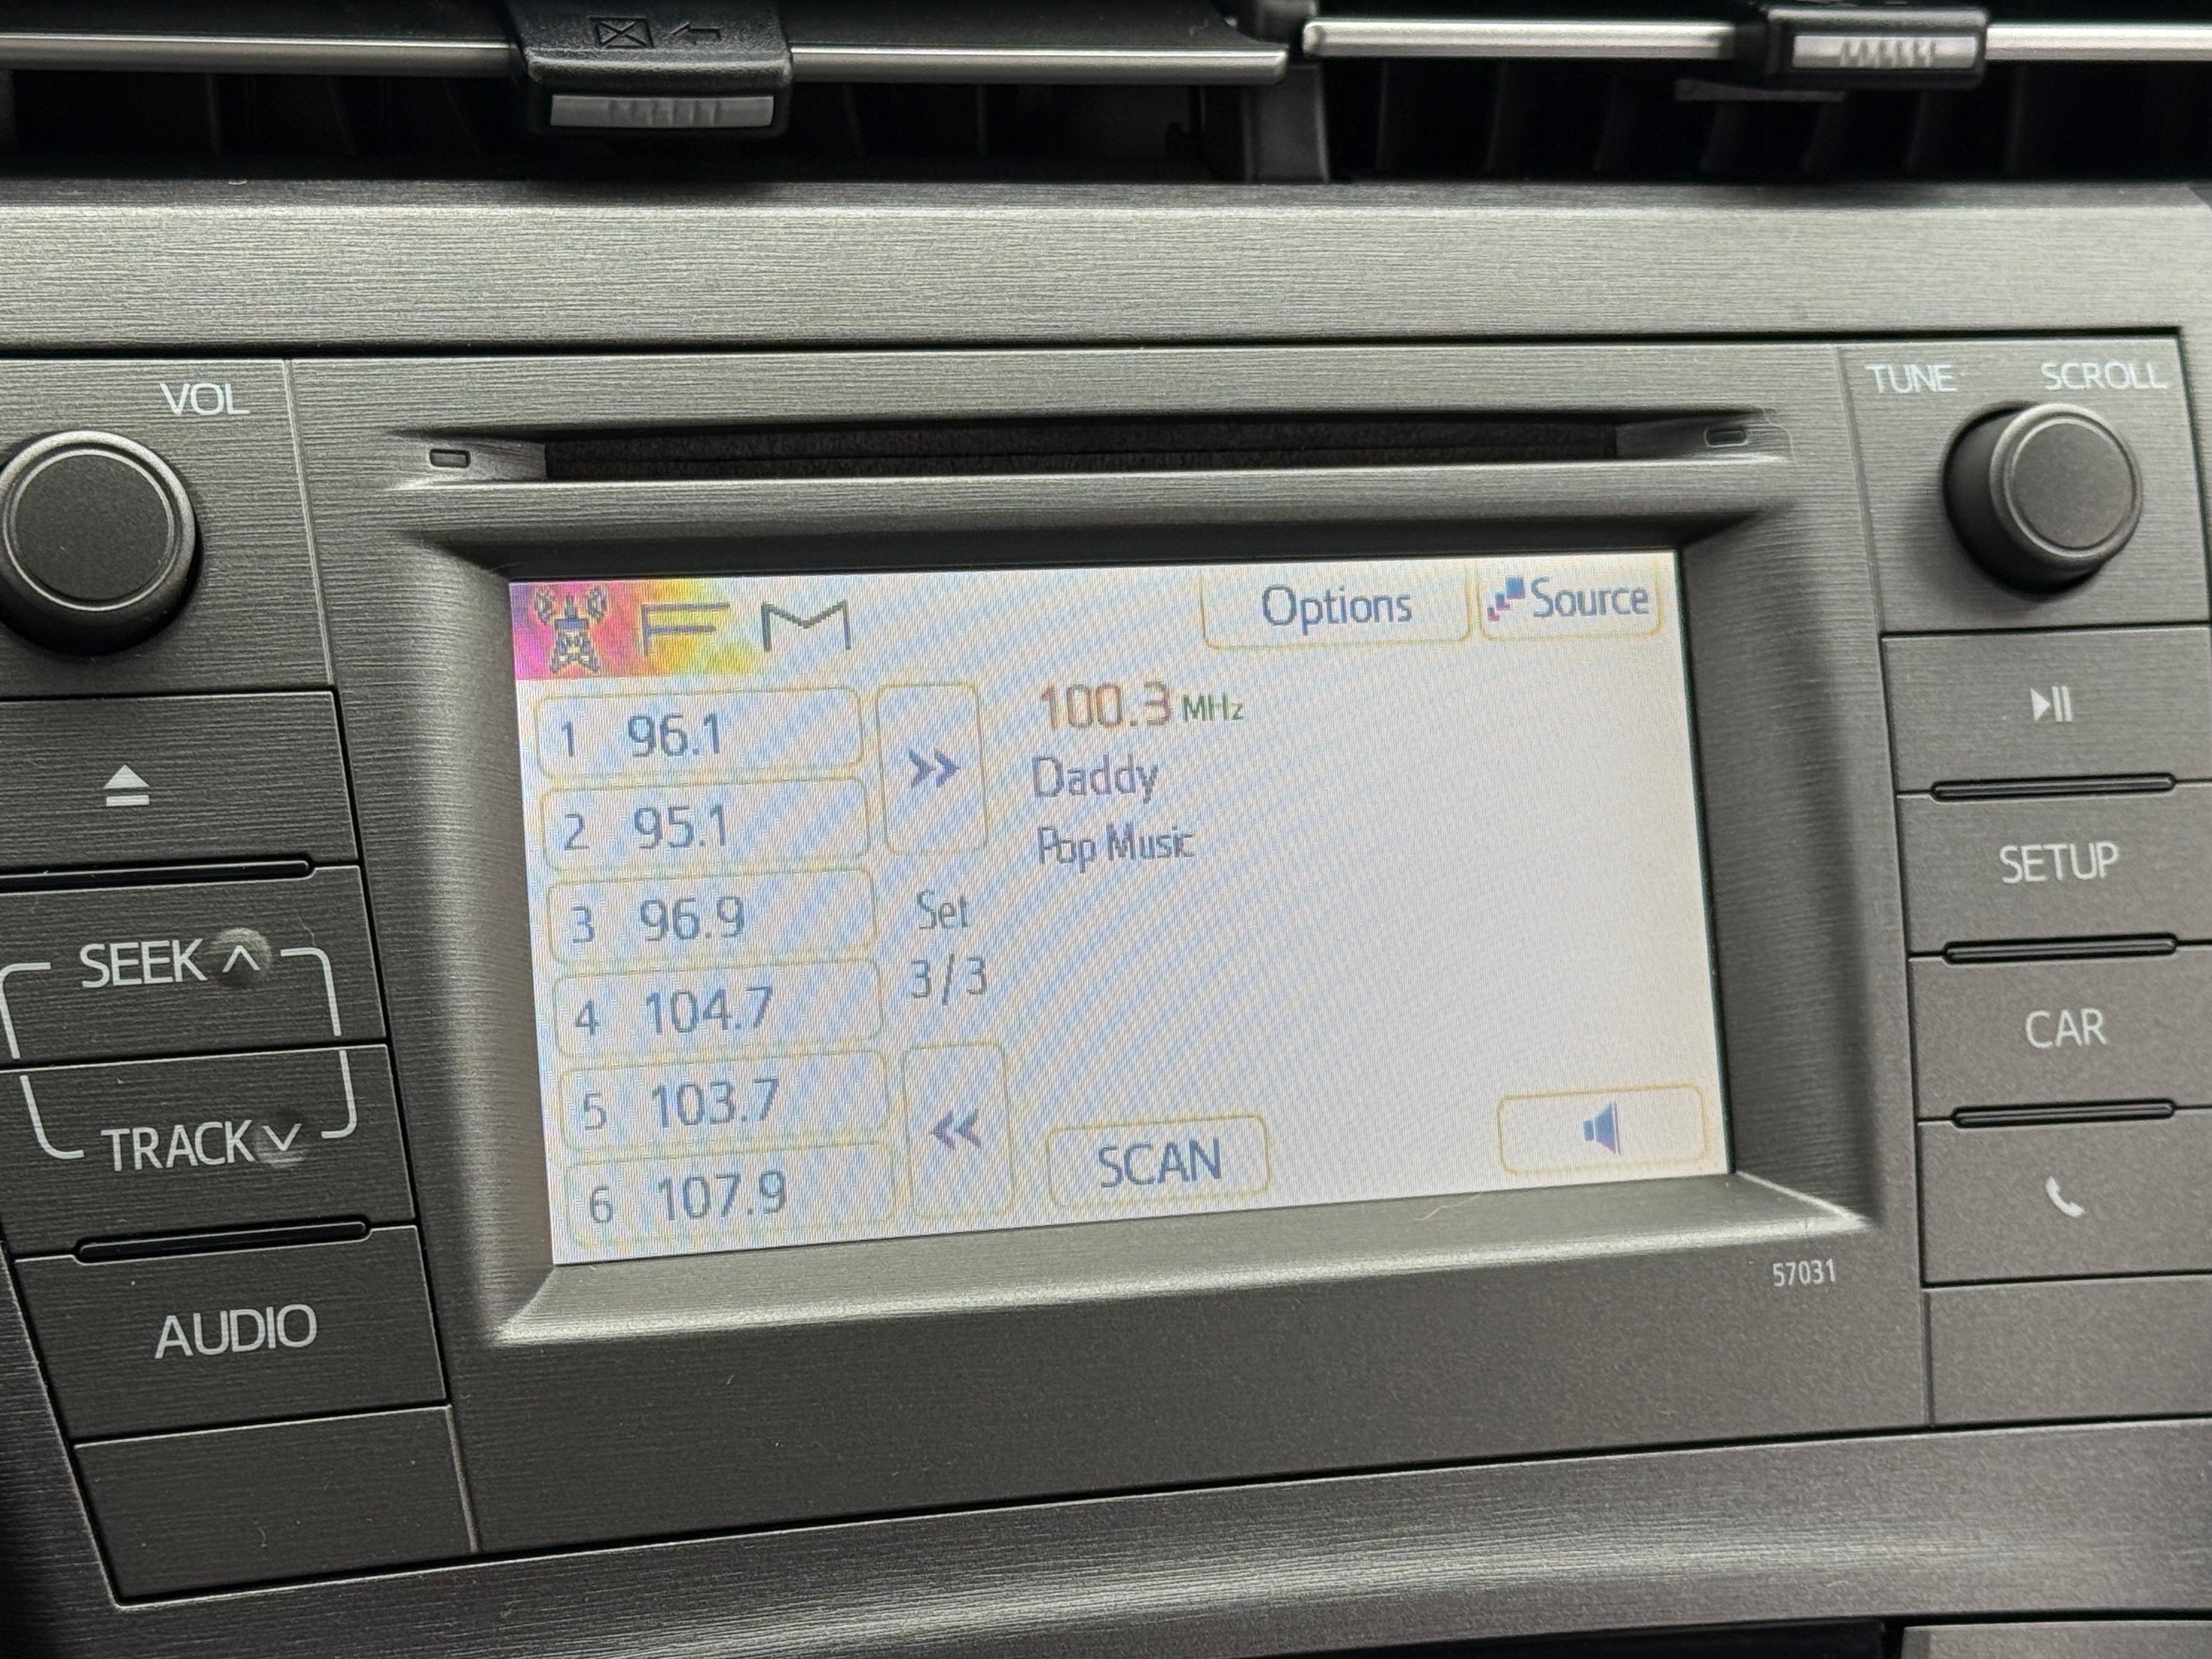 VOL
TUNE SCROLL
FM
Options
Source
1 96.1
2 95.1
3 96.9
4 104.7
5 103.7
6 107.9
>>
Set
3/3
<<
100.3 MHz
Daddy
Pop Music
SCAN
SEEK
TRACK
AUDIO
SETUP
CAR
57031